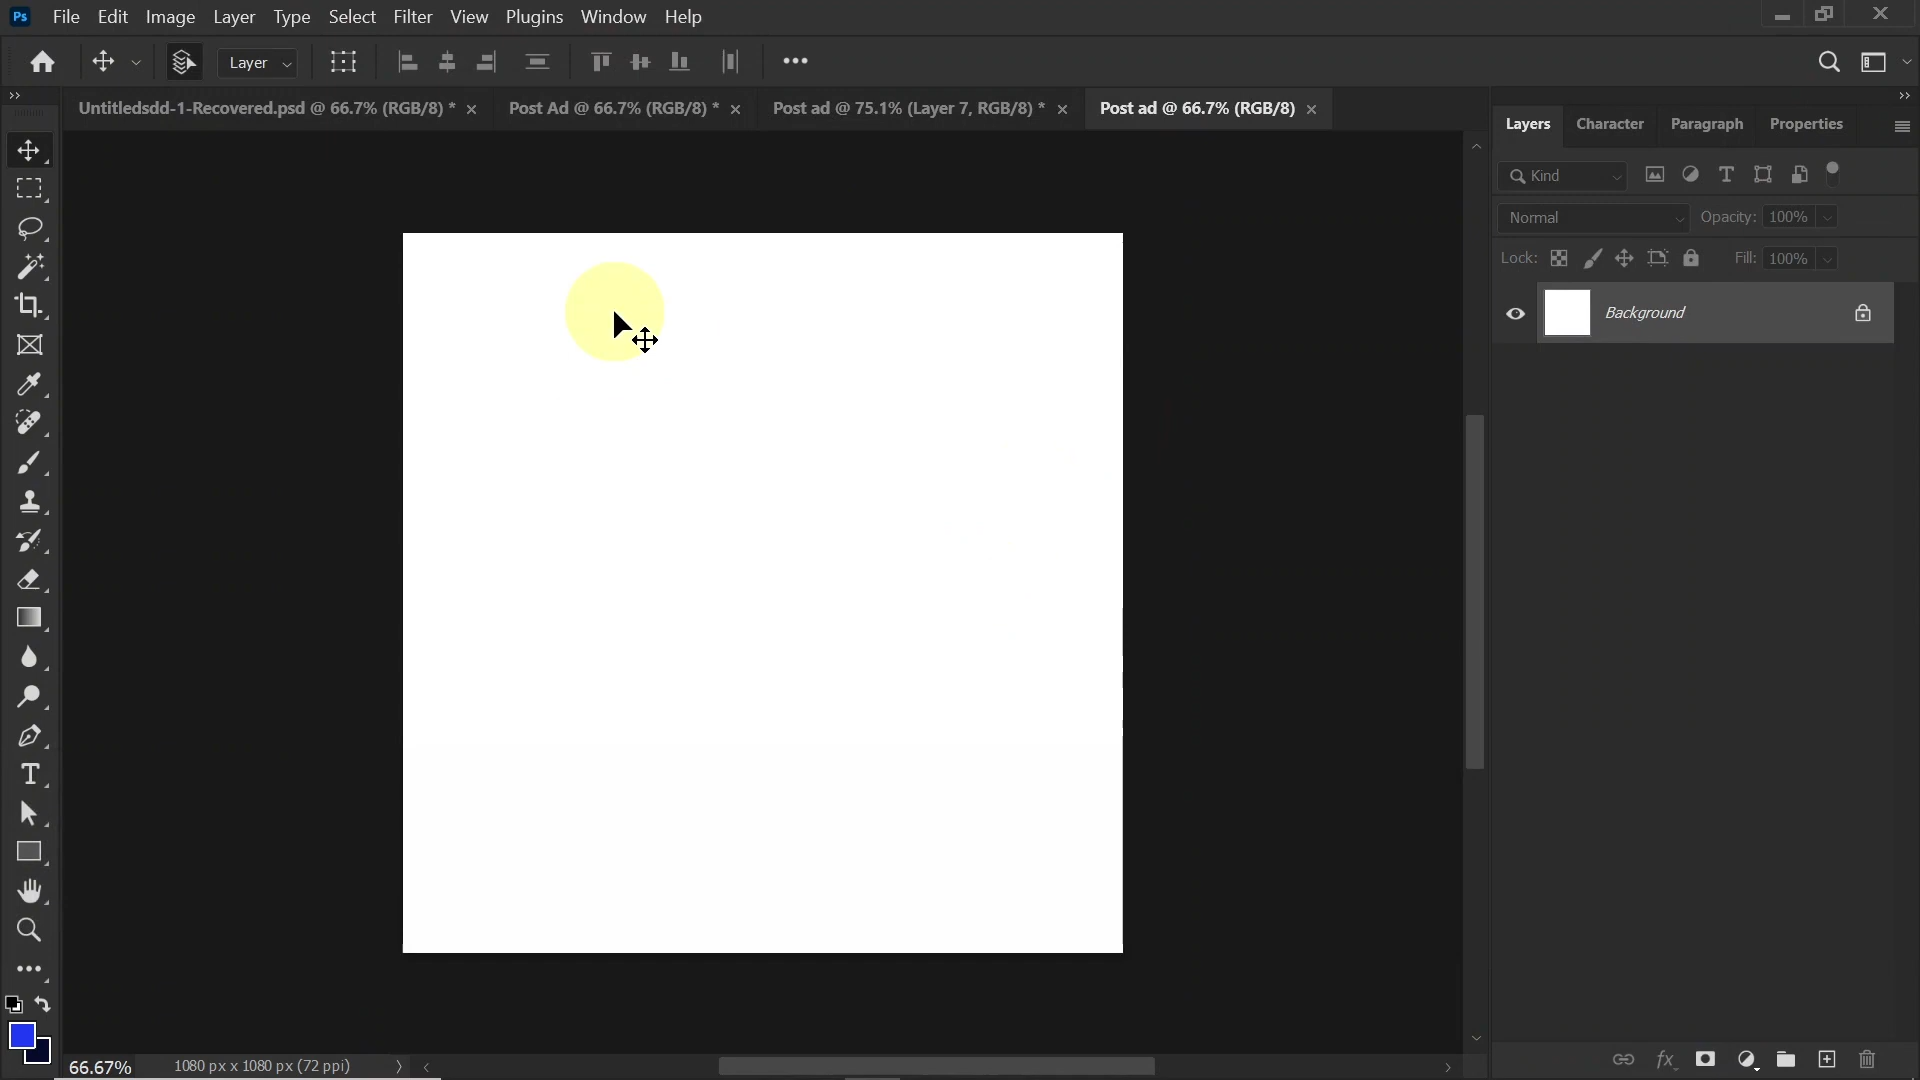 Ps File Edit Image Layer Type Select Filter View Plugins Window Help
Layer
Untitledsdd-1-Recovered.psd @ 66.7% (RGB/8) * Post Ad @ 66.7% (RGB/8) * Post ad @ 75.1% (Layer 7, RGB/8) * Post ad @ 66.7% (RGB/8)
Layers Character Paragraph Properties
Kind
Normal Opacity: 100%
Lock: Fill: 100%
Background
66.67% 1080 px x 1080 px (72 ppi)